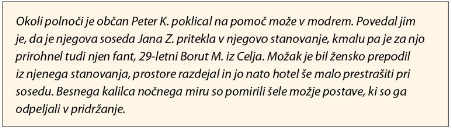 Okoli polnoči je občan Peter K. poklical na pomoč može v modrem. Povedal jim
je, da je njegova soseda Jana Z. pritekla v njegovo stanovanje, kmalu pa je za njo
prirohnel tudi njen fant, 29-letni Borut M. iz Celja. Možak je bil žensko prepodil
iz njenega stanovanja, prostore razdejal in jo nato hotel še malo prestrašiti pri
sosedu. Besnega kalilca nočnega miru so pomirili šele možje postave, ki so ga
odpeljali v pridržanje.